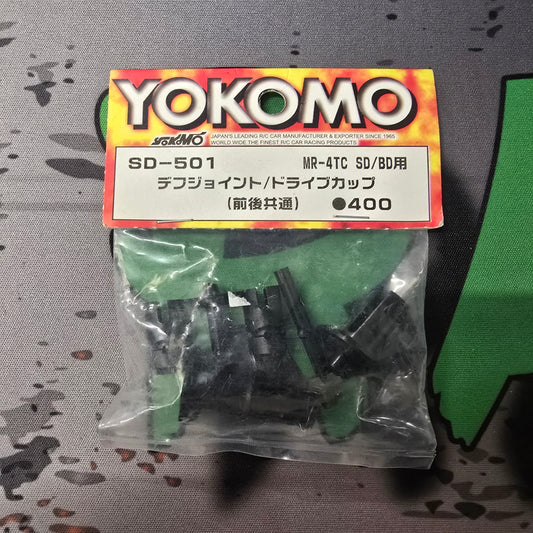 YOKOMO
YOKOMO
JAPAN'S LEADING R/C CAR MANUFACTURER & EXPORTER SINCE 1965
WORLD WIDE THE FINEST R/C CAR RACING PRODUCTS
SD-501 MR-4TC SD/BD用
デフジョイント/ドライブカップ
(前後共通) ●400